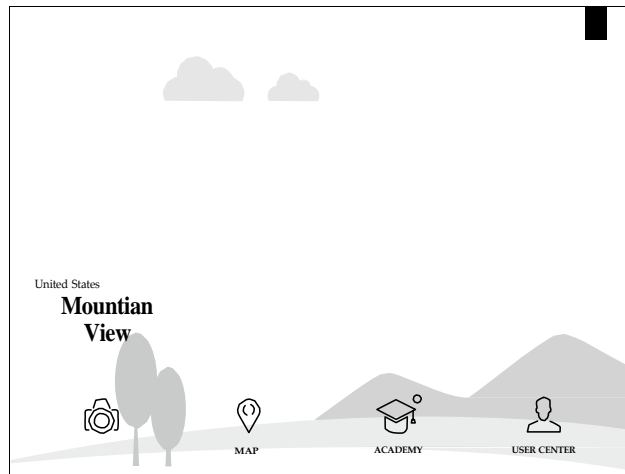 United States
Mountian
View
MAP
ACADEMY
USER CENTER